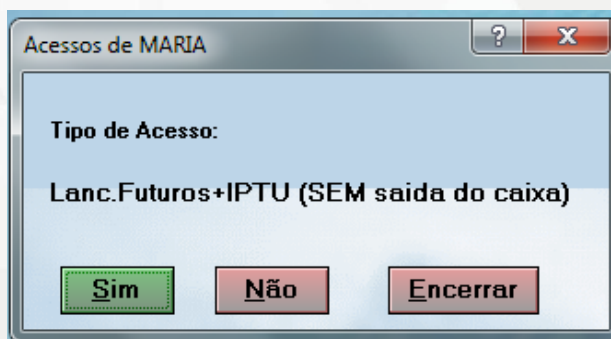 Acessos de MARIA
?
X
Tipo de Acesso:
Lanc.Futuros+IPTU (SEM saida do caixa)
Sim Não Encerrar